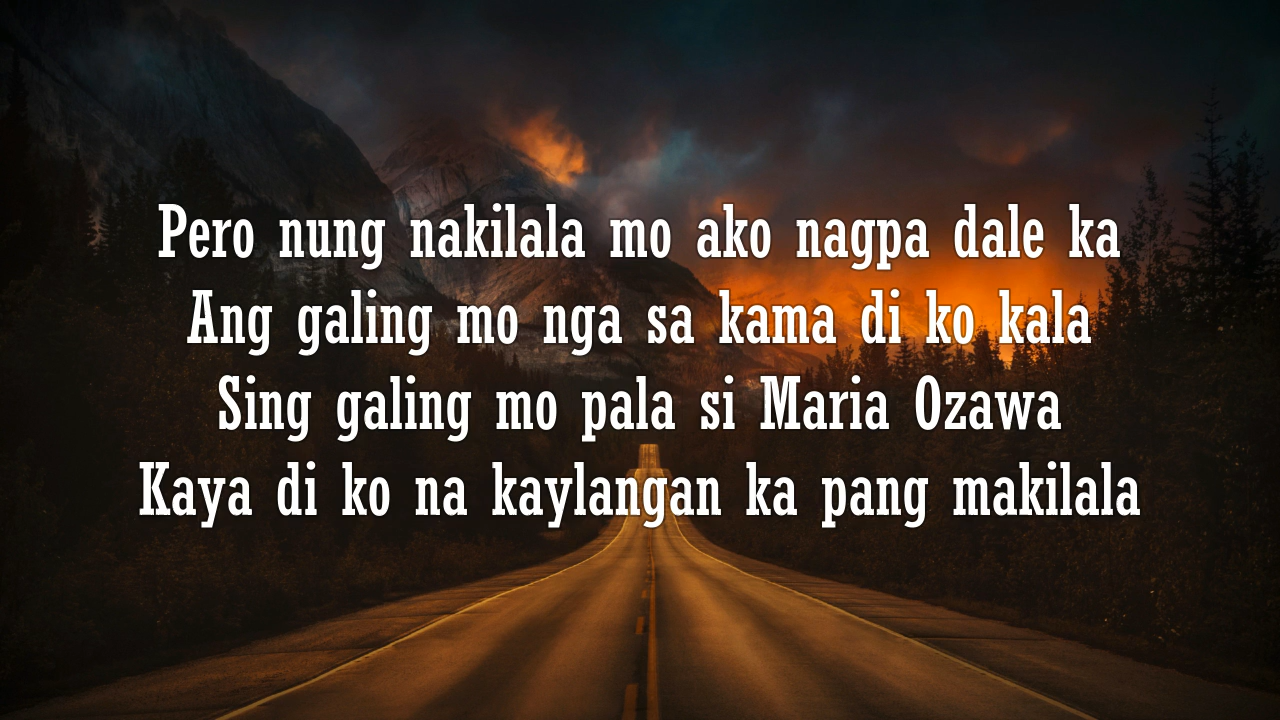 Pero nung nakilala mo ako nagpa dale ka
Ang galing mo nga sa kama di ko kala
Sing galing mo pala si Maria Ozawa
Kaya di ko na kaylangan ka pang makilala